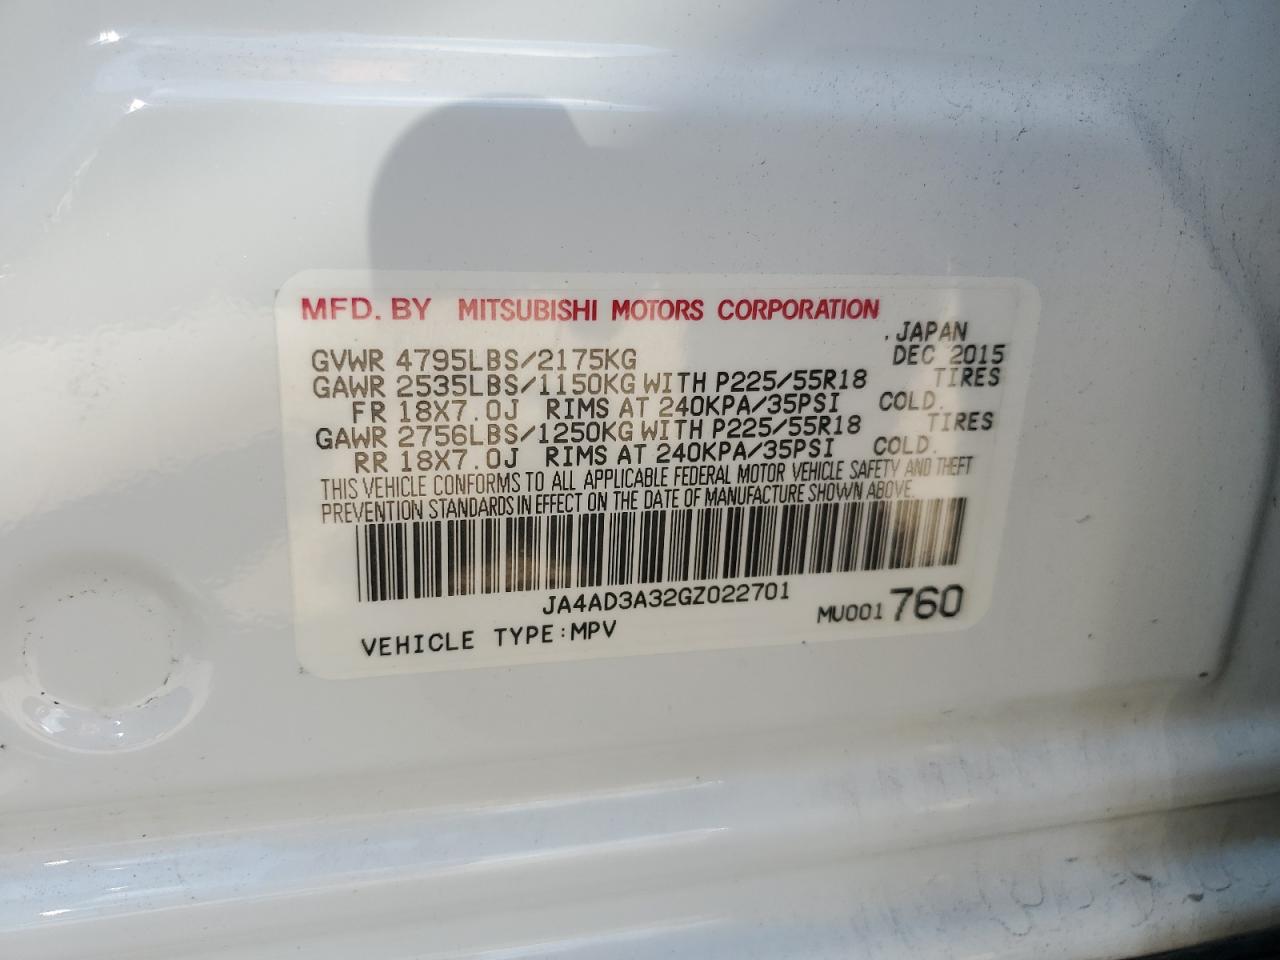 MFD. BY MITSUBISHI MOTORS CORPORATION
.JAPAN
GVWR 4795LBS/2175KG DEC 2015
GAWR 2535LBS/1150KG WITH P225/55R18 TIRES
FR 18X7.0J RIMS AT 240KPA/35PSI COLD.
GAWR 2756LBS/1250KG WITH P225/55R18 TIRES
RR 18X7.0J RIMS AT 240KPA/35PSI COLD.
THIS VEHICLE CONFORMS TO ALL APPLICABLE FEDERAL MOTOR VEHICLE SAFETY AND THEFT
PREVENTION STANDARDS IN EFFECT ON THE DATE OF MANUFACTURE SHOWN ABOVE.
JA4AD3A32GZ022701
MU001760
VEHICLE TYPE:MPV